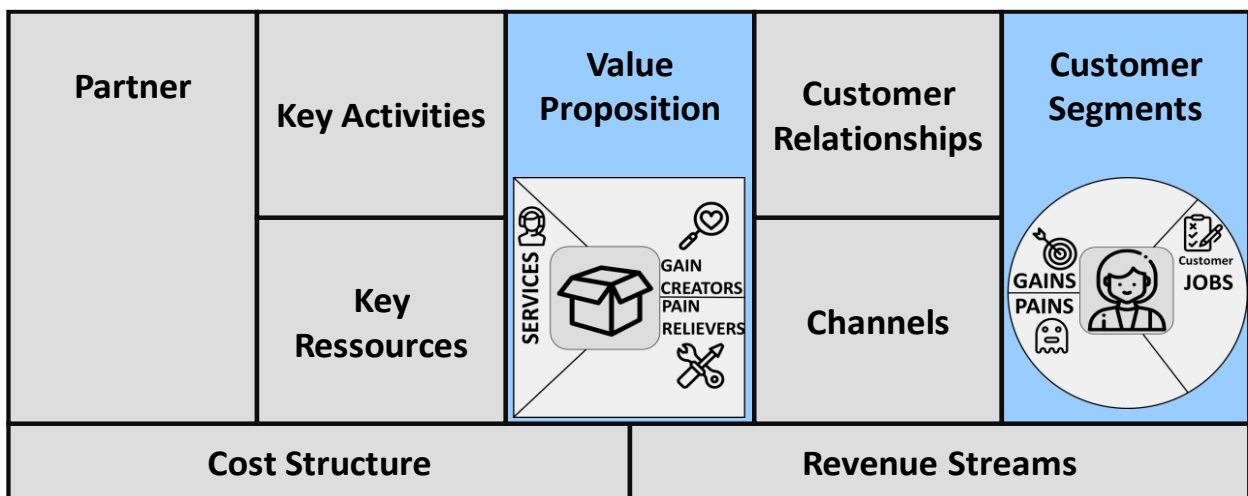 Partner
Key Activities
Key
Ressources
Value
Proposition
SERVICES
GAIN
CREATORS
PAIN
RELIEVERS
Customer
Relationships
Channels
Customer
Segments
GAINS
PAINS
Customer
JOBS
Cost Structure
Revenue Streams